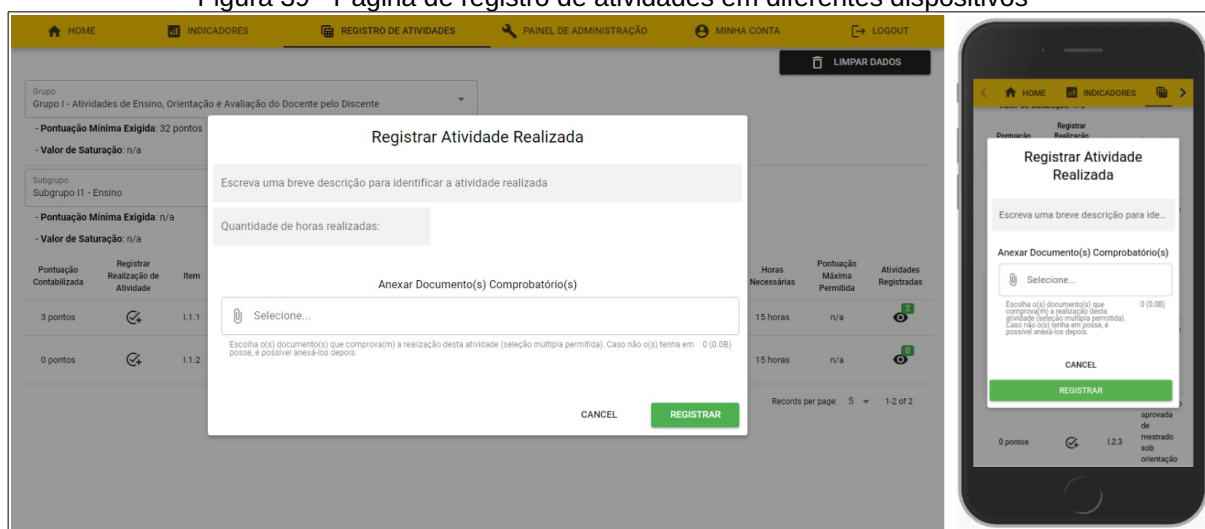 Figura 39 - Página de registro de atividades em diferentes dispositivos
HOME
INDICADORES
REGISTRO DE ATIVIDADES
PAINEL DE ADMINISTRAÇÃO
MINHA CONTA
LOGOUT
LIMPAR DADOS
Grupo
Grupo I - Atividades de Ensino, Orientação e Avaliação do Docente pelo Discente
- Pontuação Mínima Exigida: 32 pontos
- Valor de Saturação: n/a
Subgrupo
Subgrupo I1 - Ensino
- Pontuação Mínima Exigida: n/a
- Valor de Saturação: n/a
Pontuação
Contabilizada
Registrar
Realização de
Atividade
Item
Horas
Necessárias
Pontuação
Máxima
Permitida
Atividades
Registradas
3 pontos
I.1.1
15 horas
n/a
2
0 pontos
I.1.2
15 horas
n/a
0
Records per page: 5
1-2 of 2
Registrar Atividade Realizada
Escreva uma breve descrição para identificar a atividade realizada
Quantidade de horas realizadas:
Anexar Documento(s) Comprobatório(s)
Selecione...
Escolha o(s) documento(s) que comprova(m) a realização desta atividade (seleção multipla permitida). Caso não o(s) tenha em
posse, é possível anexá-los depois.
0 (0.0B)
CANCEL
REGISTRAR
HOME
INDICADORES
Pontuação
Registrar
Realização
Registrar Atividade
Realizada
Escreva uma breve descrição para ide...
Anexar Documento(s) Comprobatório(s)
Selecione...
Escolha o(s) documento(s) que
comprova(m) a realização desta
atividade (seleção multipla permitida).
Caso não o(s) tenha em posse, é
possível anexá-los depois.
0 (0.0B)
CANCEL
REGISTRAR
0 pontos
I.2.3
aprovada
de
mestrado
sob
orientação